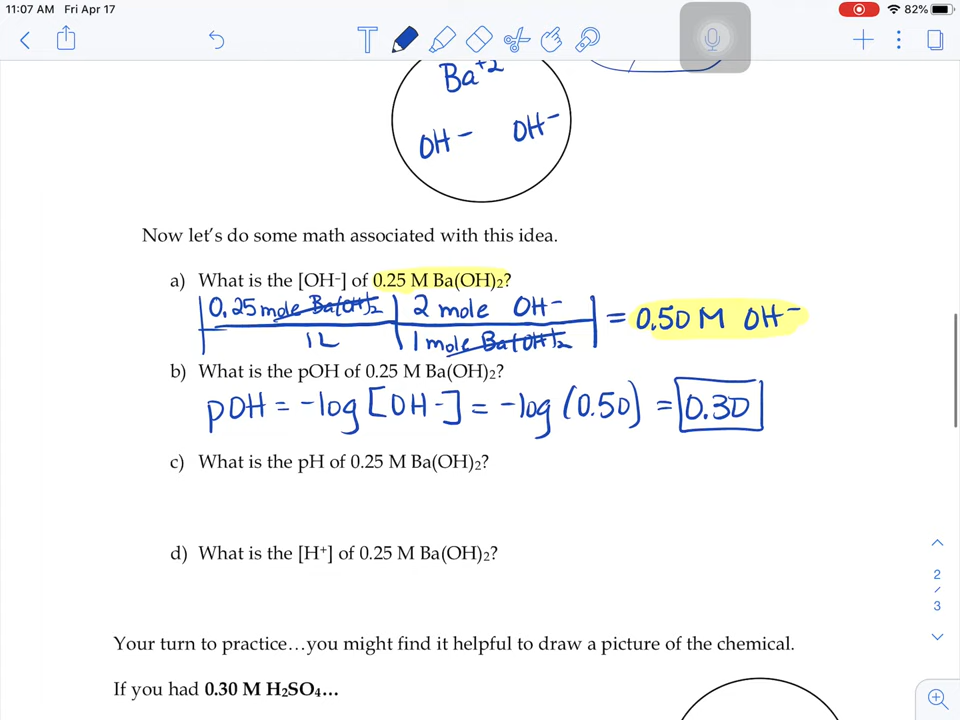 11:07 AM Fri Apr 17
82%
T
Ba+2
OH− OH−
Now let's do some math associated with this idea.
a) What is the [OH-] of 0.25 M Ba(OH)₂?
0.25 mole Ba(OH)₂ 2 mole OH− = 0.50 M OH−
1L 1 mole Ba(OH)₂
b) What is the pOH of 0.25 M Ba(OH)₂?
pOH = -log [OH-] = -log (0.50) = 0.30
c) What is the pH of 0.25 M Ba(OH)₂?
d) What is the [H⁺] of 0.25 M Ba(OH)₂?
2
/
3
Your turn to practice…you might find it helpful to draw a picture of the chemical.
If you had 0.30 M H₂SO₄…